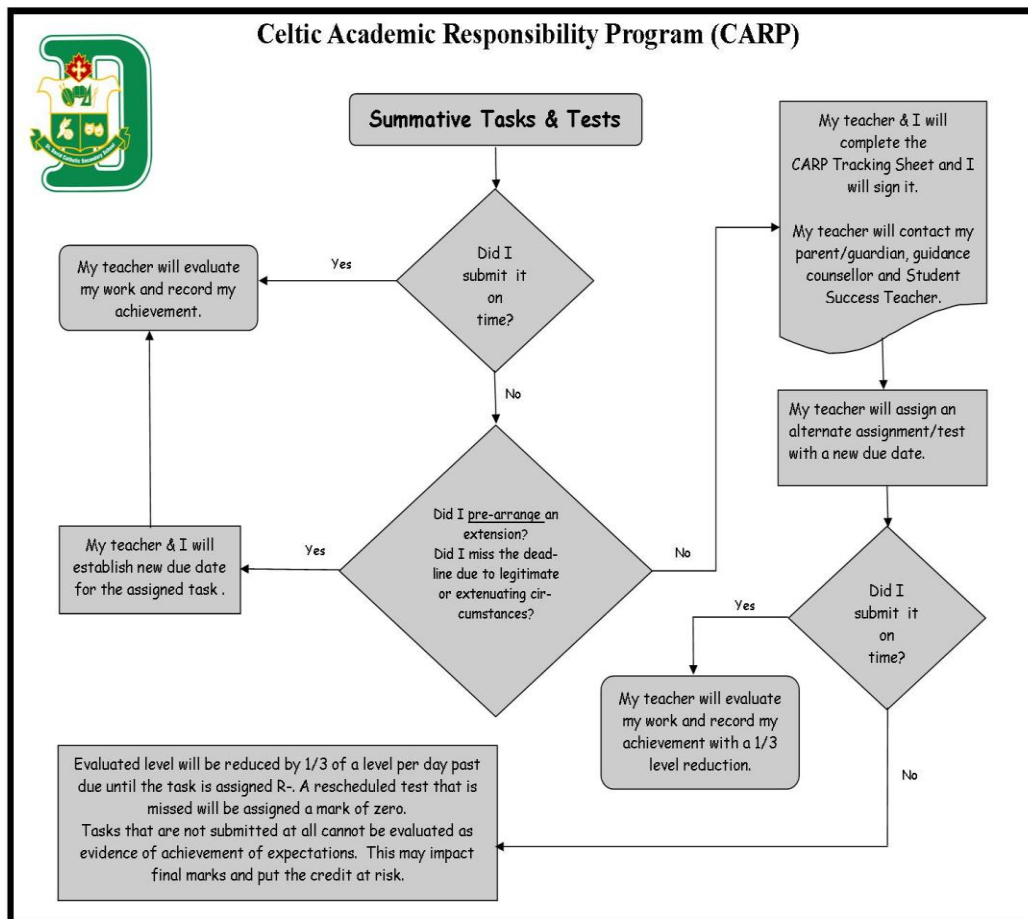 Celtic Academic Responsibility Program (CARP)
St. David Catholic Secondary School
Summative Tasks & Tests
Did I
submit it
on
time?
Yes
My teacher will evaluate
my work and record my
achievement.
No
Did I pre-arrange an
extension?
Did I miss the dead-
line due to legitimate
or extenuating cir-
cumstances?
Yes
My teacher & I will
establish new due date
for the assigned task .
No
My teacher & I will
complete the
CARP Tracking Sheet and I
will sign it.
My teacher will contact my
parent/guardian, guidance
counsellor and Student
Success Teacher.
My teacher will assign an
alternate assignment/test
with a new due date.
Did I
submit it
on
time?
Yes
My teacher will evaluate
my work and record my
achievement with a 1/3
level reduction.
No
Evaluated level will be reduced by 1/3 of a level per day past
due until the task is assigned R-. A rescheduled test that is
missed will be assigned a mark of zero.
Tasks that are not submitted at all cannot be evaluated as
evidence of achievement of expectations. This may impact
final marks and put the credit at risk.